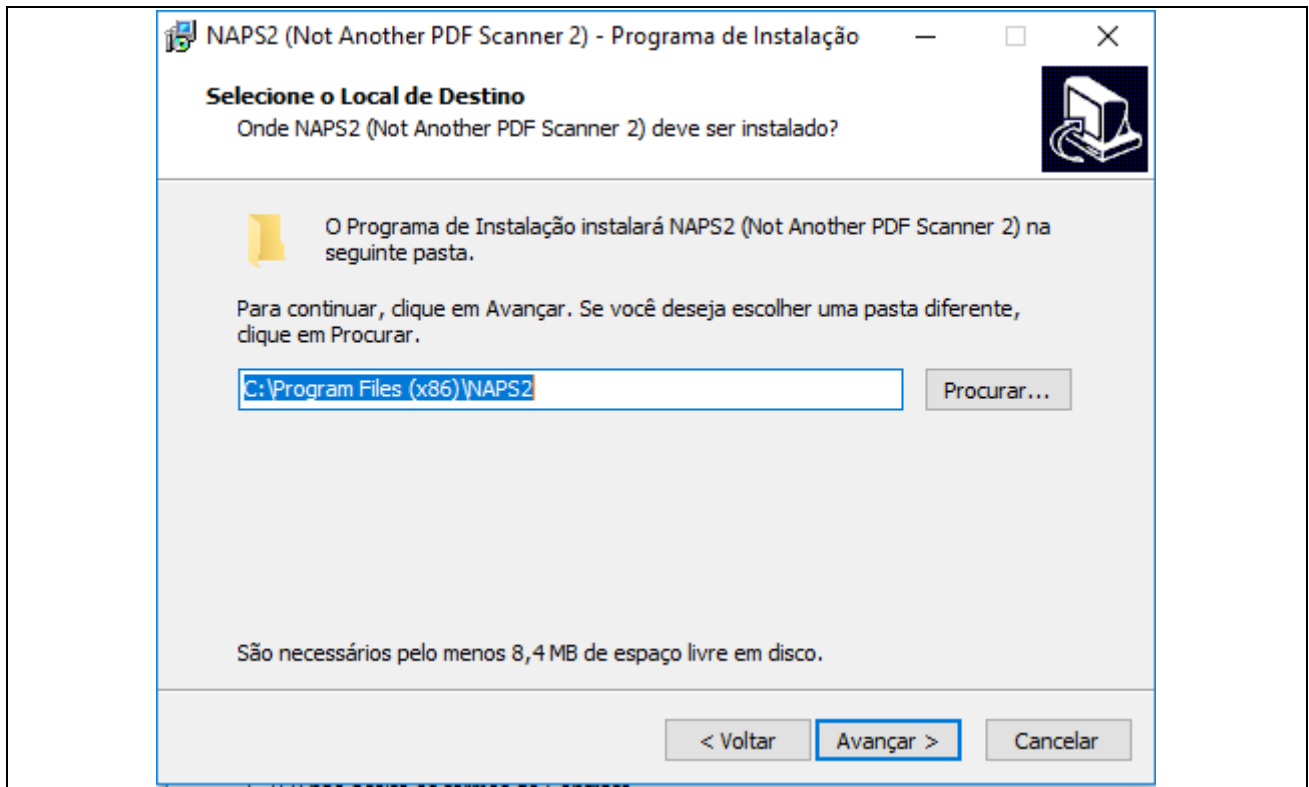 NAPS2 (Not Another PDF Scanner 2) - Programa de Instalação
Selecione o Local de Destino
Onde NAPS2 (Not Another PDF Scanner 2) deve ser instalado?
O Programa de Instalação instalará NAPS2 (Not Another PDF Scanner 2) na
seguinte pasta.
Para continuar, clique em Avançar. Se você deseja escolher uma pasta diferente,
clique em Procurar.
C:\Program Files (x86)\NAPS2
Procurar...
São necessários pelo menos 8,4 MB de espaço livre em disco.
< Voltar
Avançar >
Cancelar